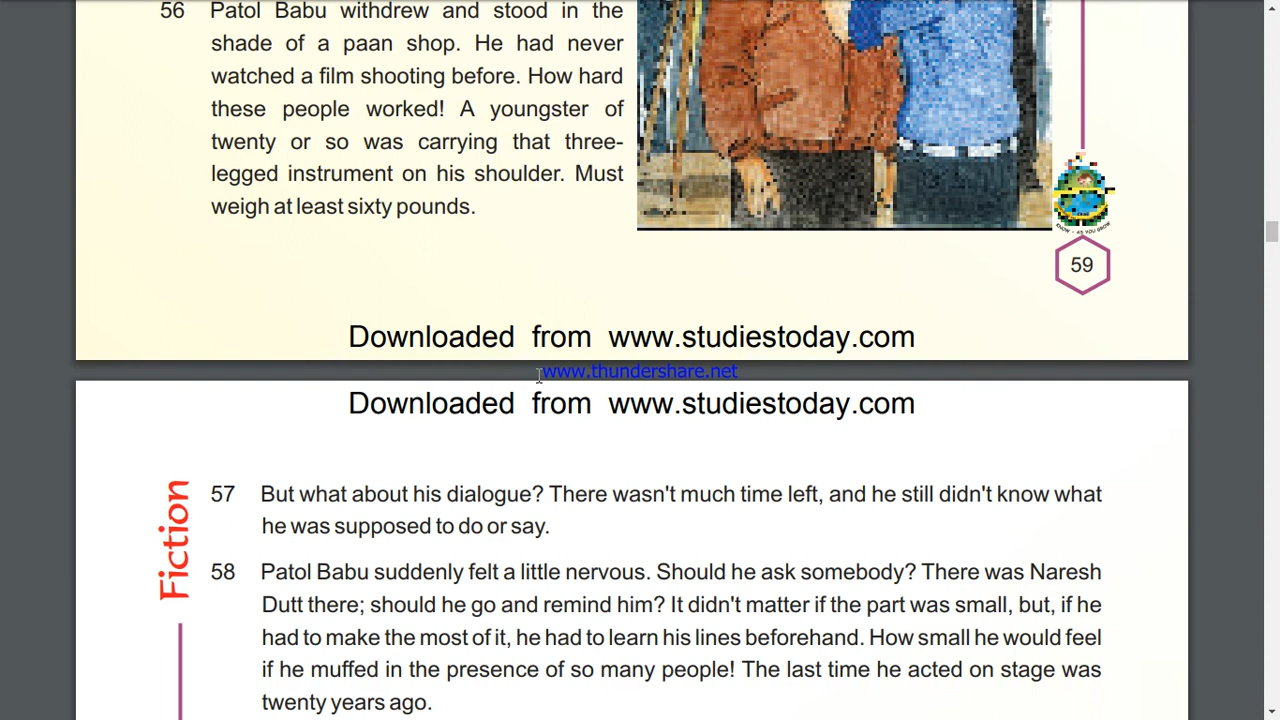 56 Patol Babu withdrew and stood in the
shade of a paan shop. He had never
watched a film shooting before. How hard
these people worked! A youngster of
twenty or so was carrying that three-
legged instrument on his shoulder. Must
weigh at least sixty pounds.
KNOW - AS YOU GROW
59
Downloaded from www.studiestoday.com
www.thundershare.net
Downloaded from www.studiestoday.com
Fiction
57 But what about his dialogue? There wasn't much time left, and he still didn't know what
he was supposed to do or say.
58 Patol Babu suddenly felt a little nervous. Should he ask somebody? There was Naresh
Dutt there; should he go and remind him? It didn't matter if the part was small, but, if he
had to make the most of it, he had to learn his lines beforehand. How small he would feel
if he muffed in the presence of so many people! The last time he acted on stage was
twenty years ago.